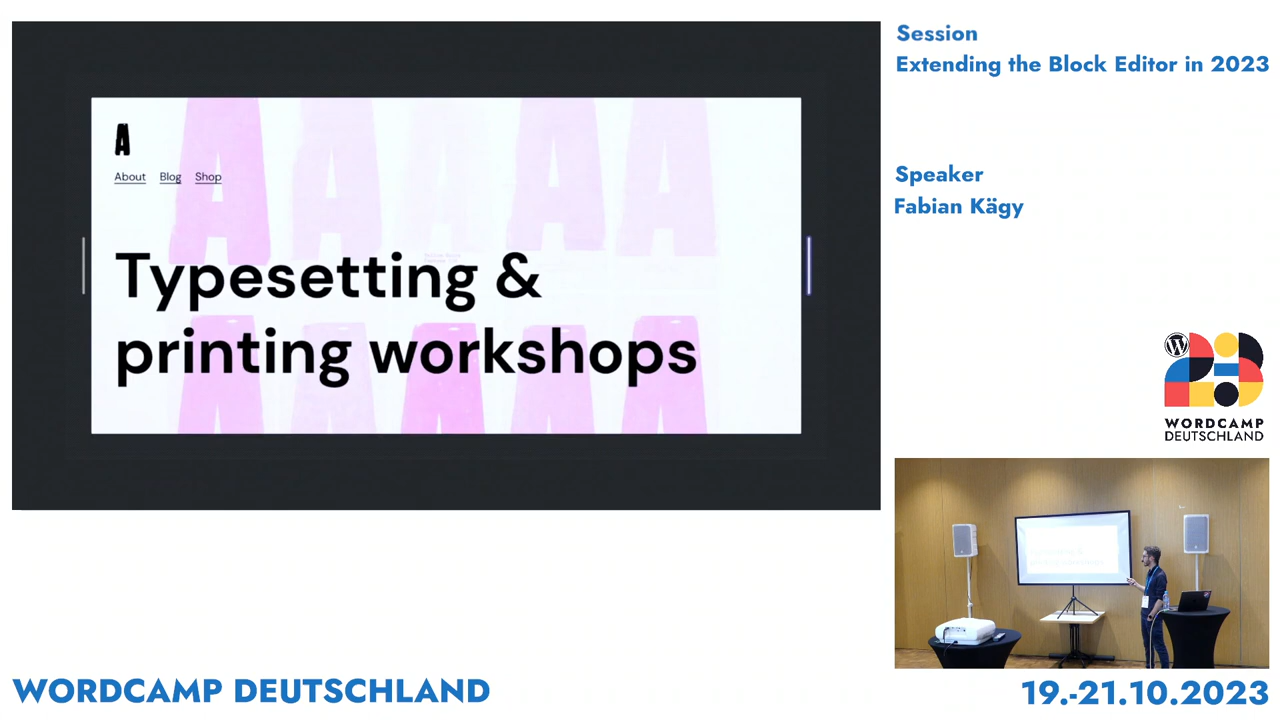 A
About Blog Shop
Typesetting &
printing workshops
Session
Extending the Block Editor in 2023
Speaker
Fabian Kägy
WORDCAMP
DEUTSCHLAND
WORDCAMP DEUTSCHLAND
19.-21.10.2023